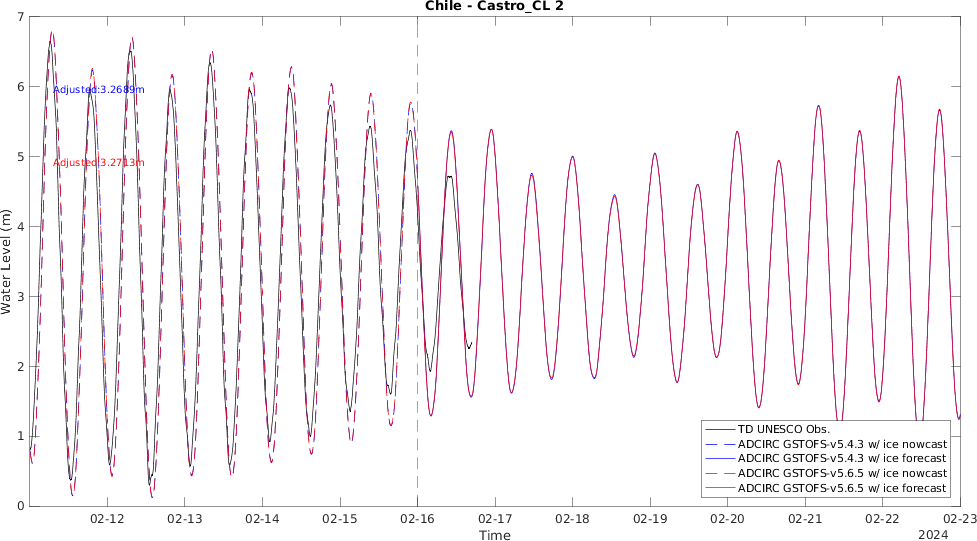 Chile - Castro_CL 2
7
6
5
4
3
2
1
0
Water Level (m)
Adjusted:3.2689m
Adjusted:3.2713m
TD UNESCO Obs.
ADCIRC GSTOFS-v5.4.3 w/ ice nowcast
ADCIRC GSTOFS-v5.4.3 w/ ice forecast
ADCIRC GSTOFS-v5.6.5 w/ ice nowcast
ADCIRC GSTOFS-v5.6.5 w/ ice forecast
02-12 02-13 02-14 02-15 02-16 02-17 02-18 02-19 02-20 02-21 02-22 02-23
Time
2024